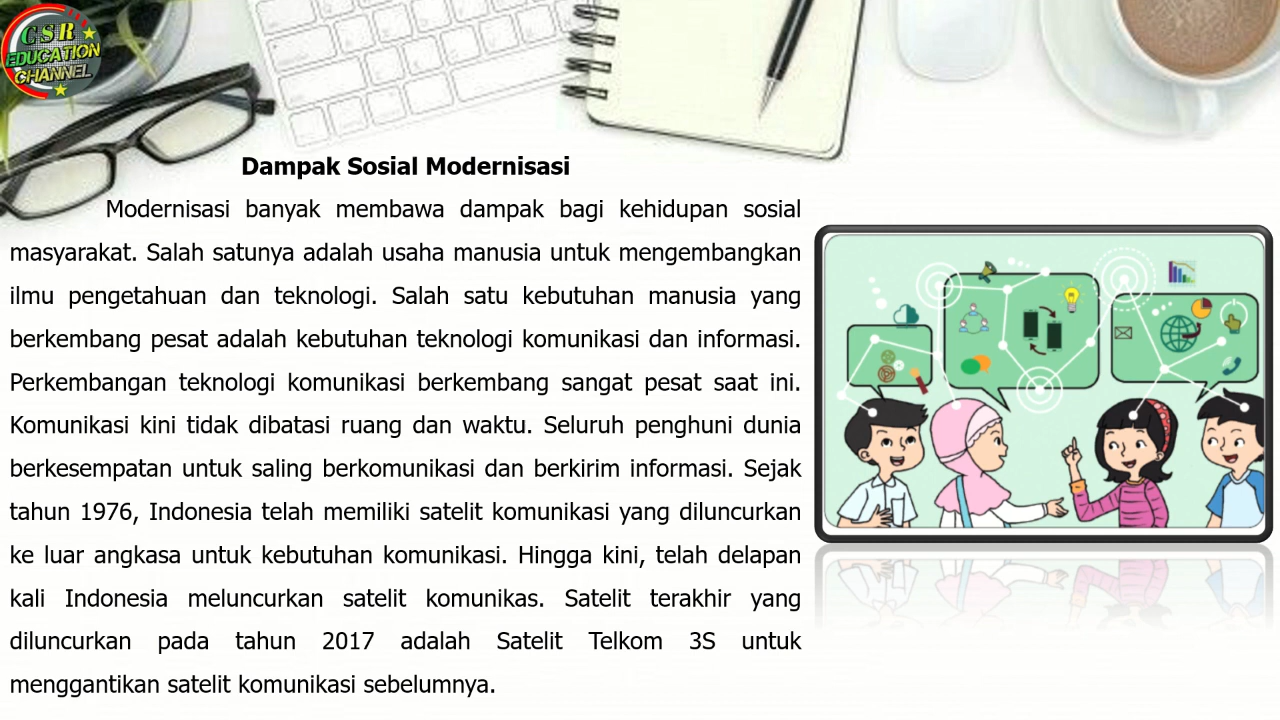 CSR
EDUCATION
CHANNEL
Dampak Sosial Modernisasi
Modernisasi banyak membawa dampak bagi kehidupan sosial
masyarakat. Salah satunya adalah usaha manusia untuk mengembangkan
ilmu pengetahuan dan teknologi. Salah satu kebutuhan manusia yang
berkembang pesat adalah kebutuhan teknologi komunikasi dan informasi.
Perkembangan teknologi komunikasi berkembang sangat pesat saat ini.
Komunikasi kini tidak dibatasi ruang dan waktu. Seluruh penghuni dunia
berkesempatan untuk saling berkomunikasi dan berkirim informasi. Sejak
tahun 1976, Indonesia telah memiliki satelit komunikasi yang diluncurkan
ke luar angkasa untuk kebutuhan komunikasi. Hingga kini, telah delapan
kali Indonesia meluncurkan satelit komunikas. Satelit terakhir yang
diluncurkan pada tahun 2017 adalah Satelit Telkom 3S untuk
menggantikan satelit komunikasi sebelumnya.